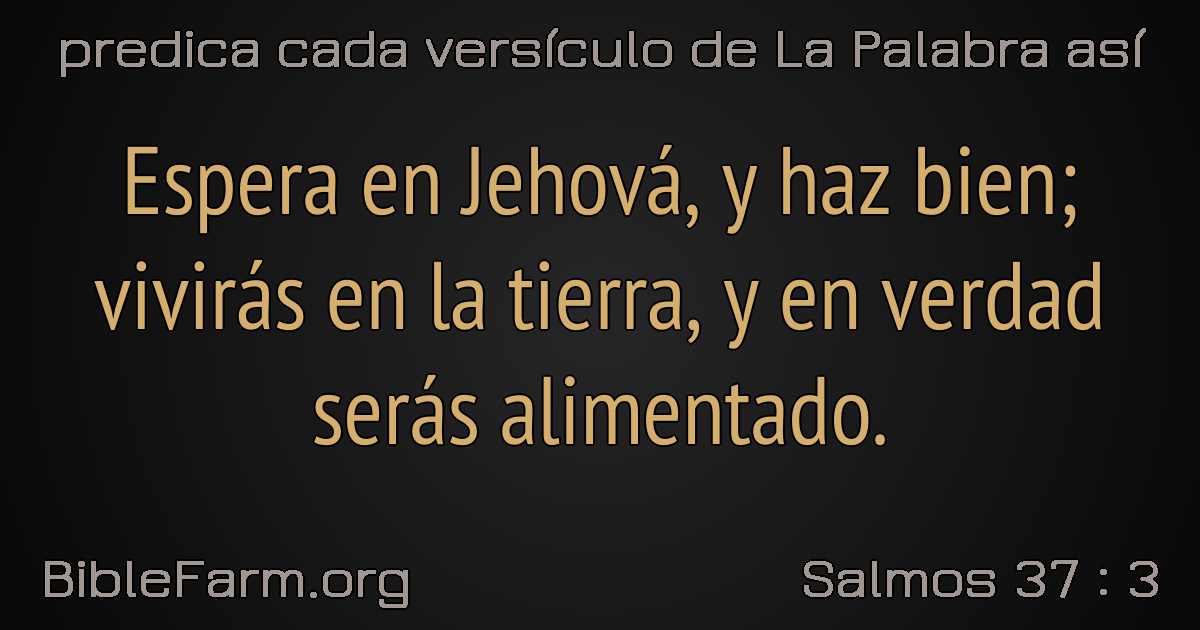 predica cada versículo de La Palabra así
Espera en Jehová, y haz bien;
vivirás en la tierra, y en verdad
serás alimentado.
BibleFarm.org
Salmos 37 : 3